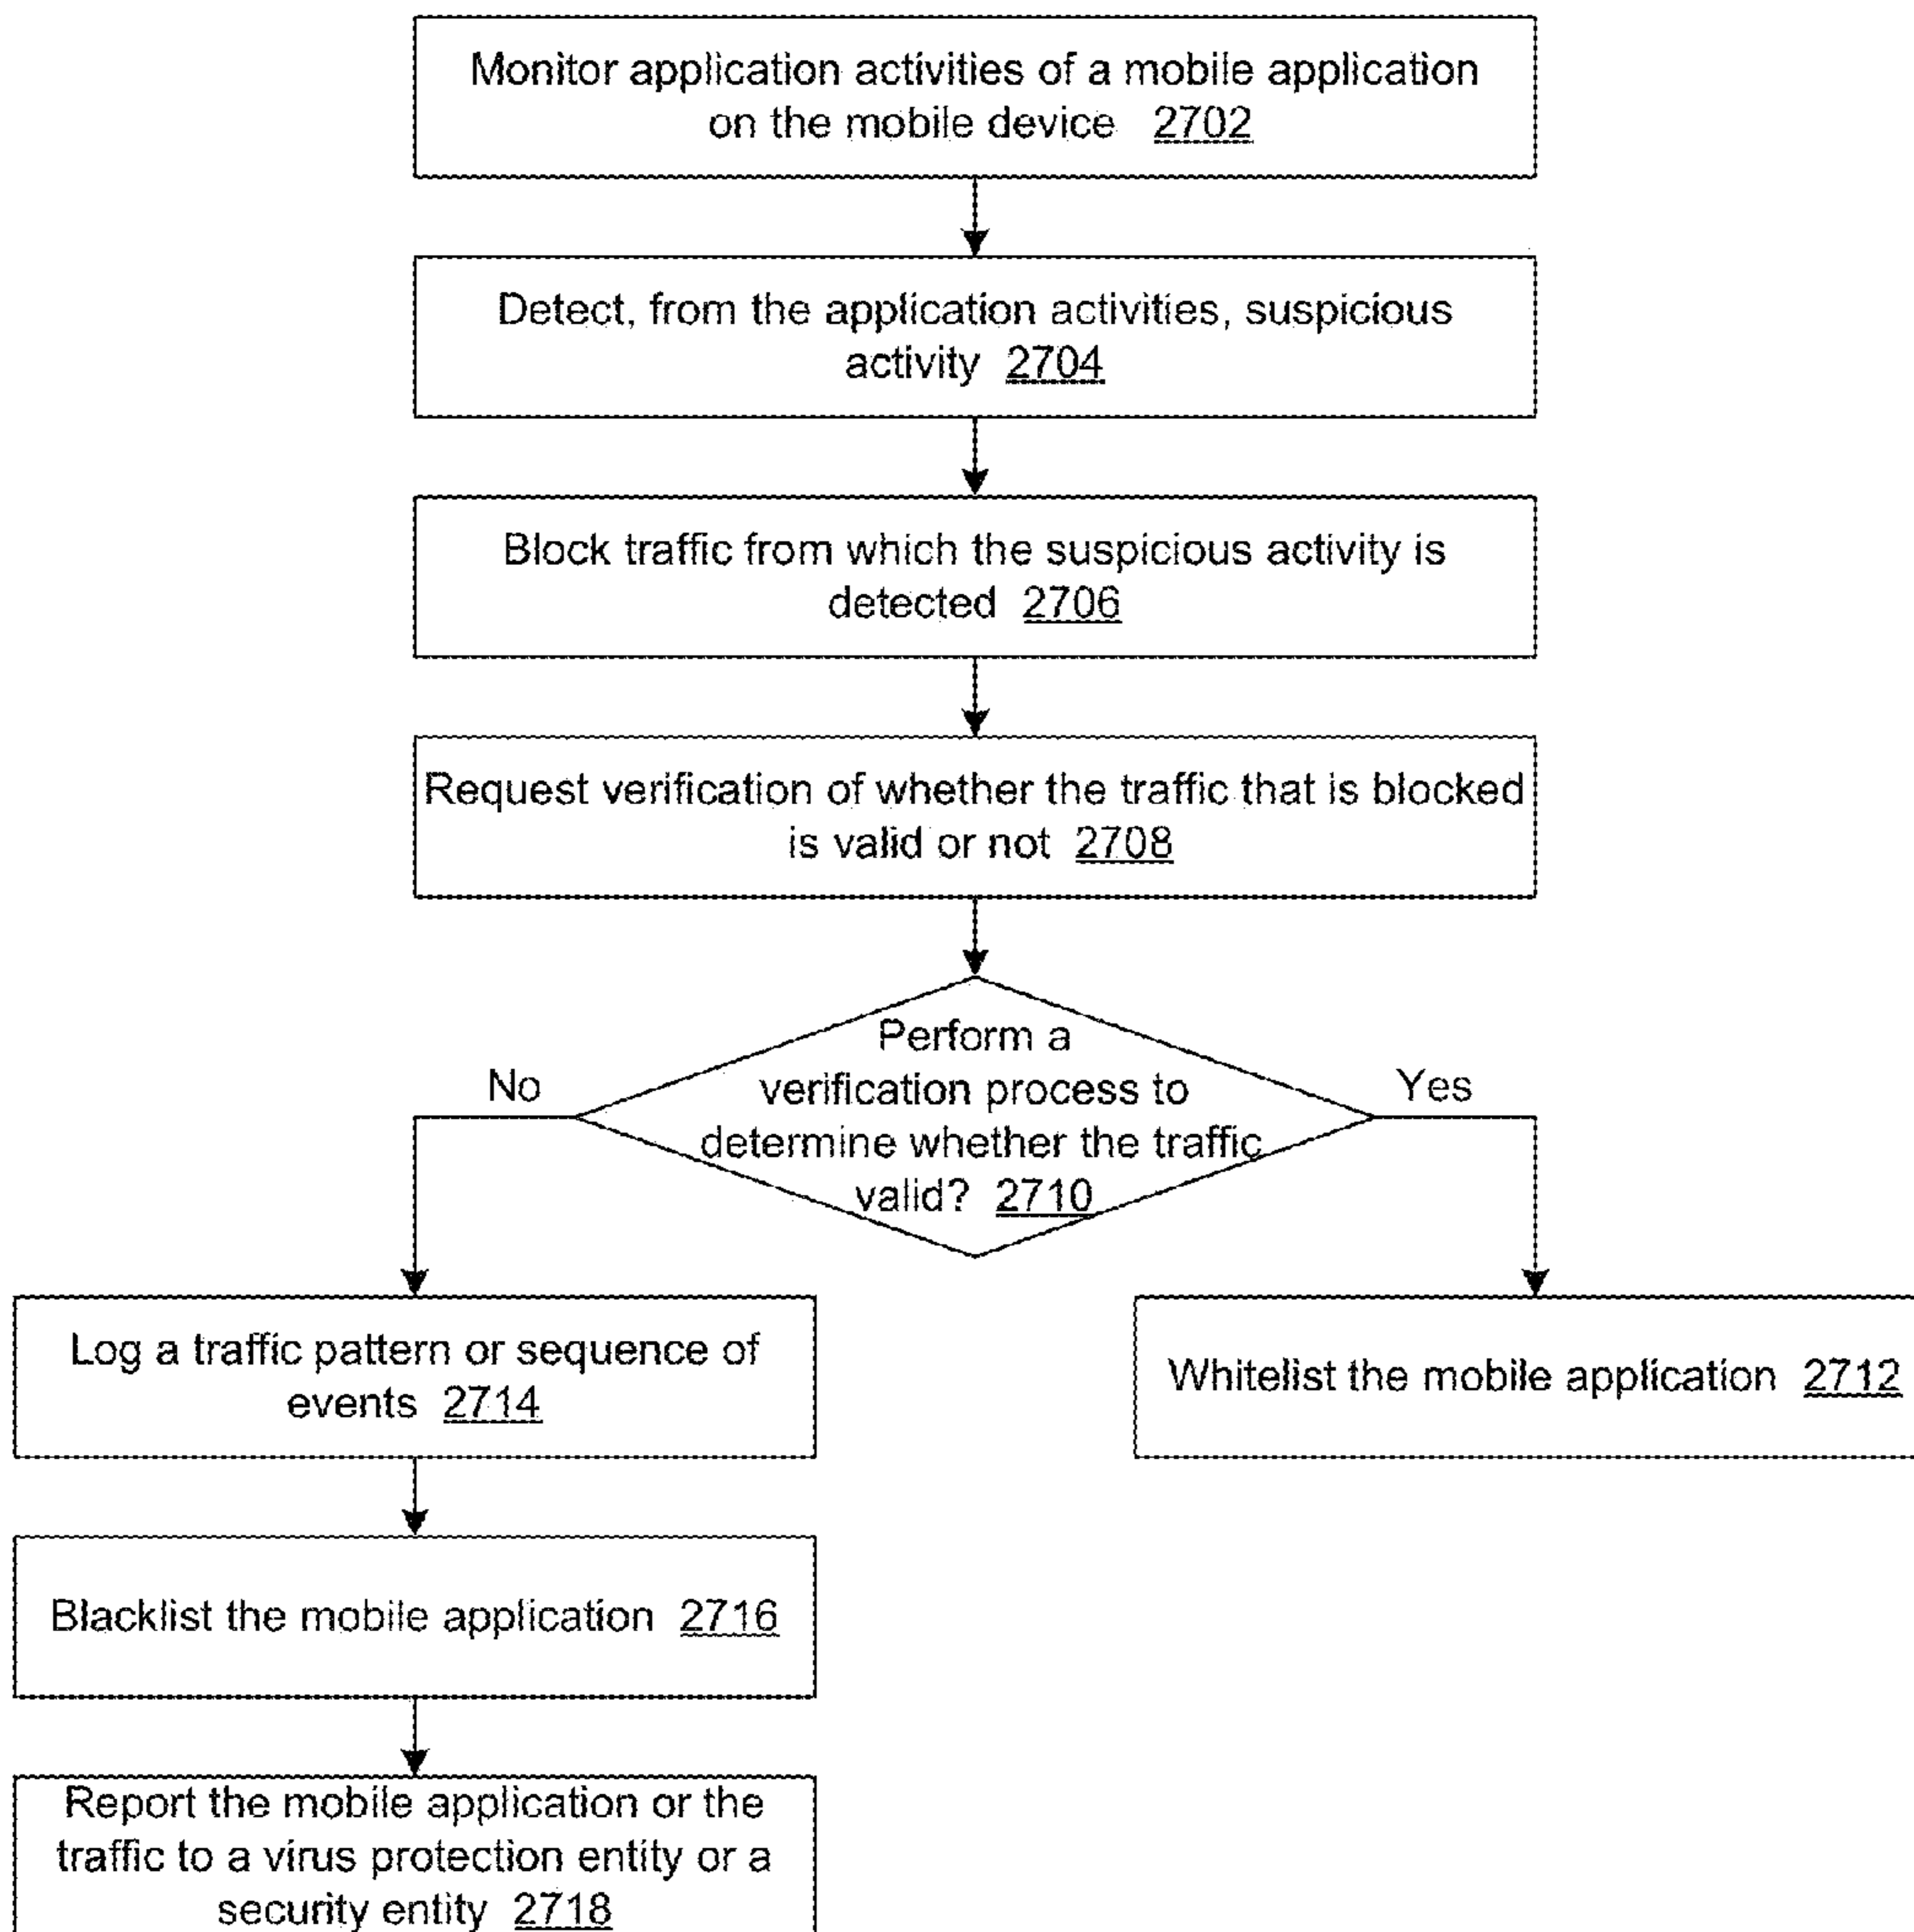 Monitor application activities of a mobile application
on the mobile device 2702
Detect, from the application activities, suspicious
activity 2704
Block traffic from which the suspicious activity is
detected 2706
Request verification of whether the traffic that is blocked
is valid or not 2708
Perform a
verification process to
determine whether the traffic
valid? 2710
No
Yes
Log a traffic pattern or sequence of
events 2714
Whitelist the mobile application 2712
Blacklist the mobile application 2716
Report the mobile application or the
traffic to a virus protection entity or a
security entity 2718